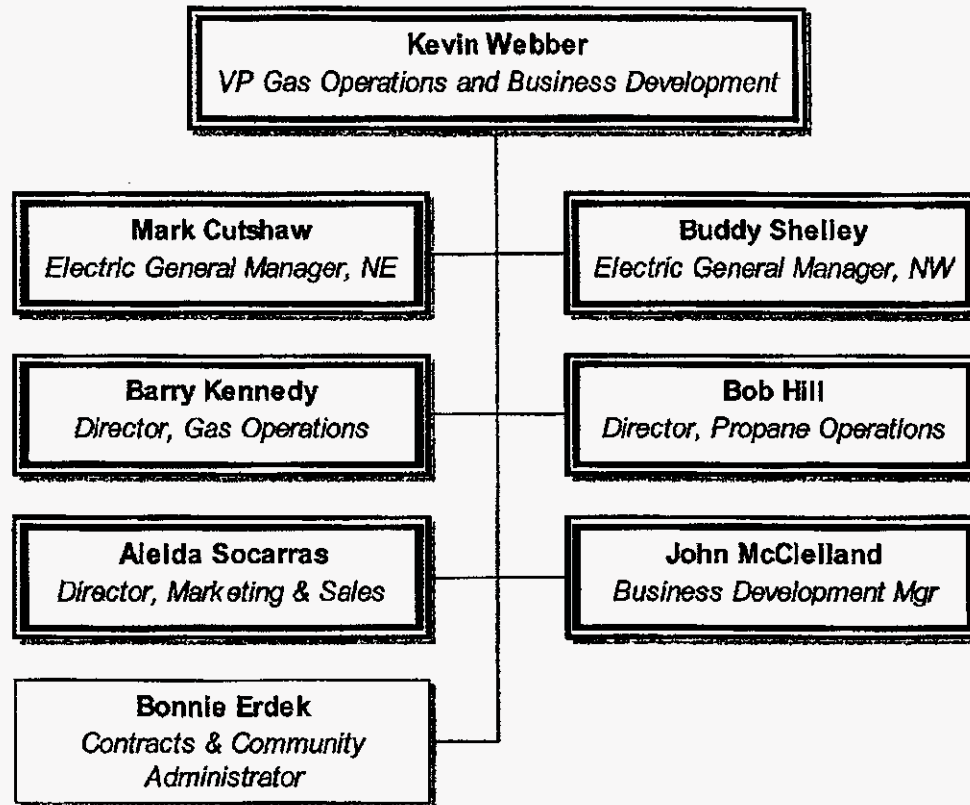 Kevin Webber
VP Gas Operations and Business Development
Mark Cutshaw
Electric General Manager, NE
Buddy Shelley
Electric General Manager, NW
Barry Kennedy
Director, Gas Operations
Bob Hill
Director, Propane Operations
Aleida Socarras
Director, Marketing & Sales
John McClelland
Business Development Mgr
Bonnie Erdek
Contracts & Community
Administrator